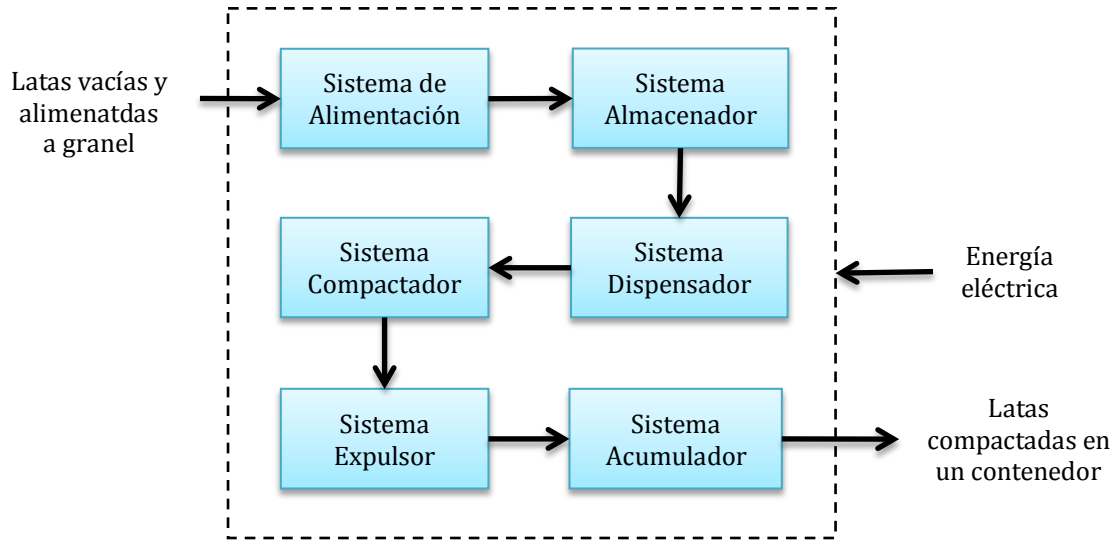 Latas vacías y
alimenatdas
a granel
Sistema de
Alimentación
Sistema
Almacenador
Sistema
Compactador
Sistema
Dispensador
Energía
eléctrica
Sistema
Expulsor
Sistema
Acumulador
Latas
compactadas en
un contenedor